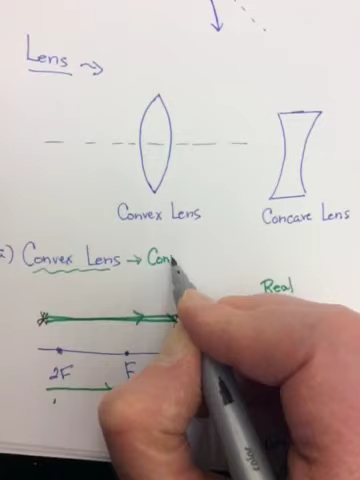 Lens
Convex Lens
Concave Lens
) Convex Lens → Con
Real
2F F